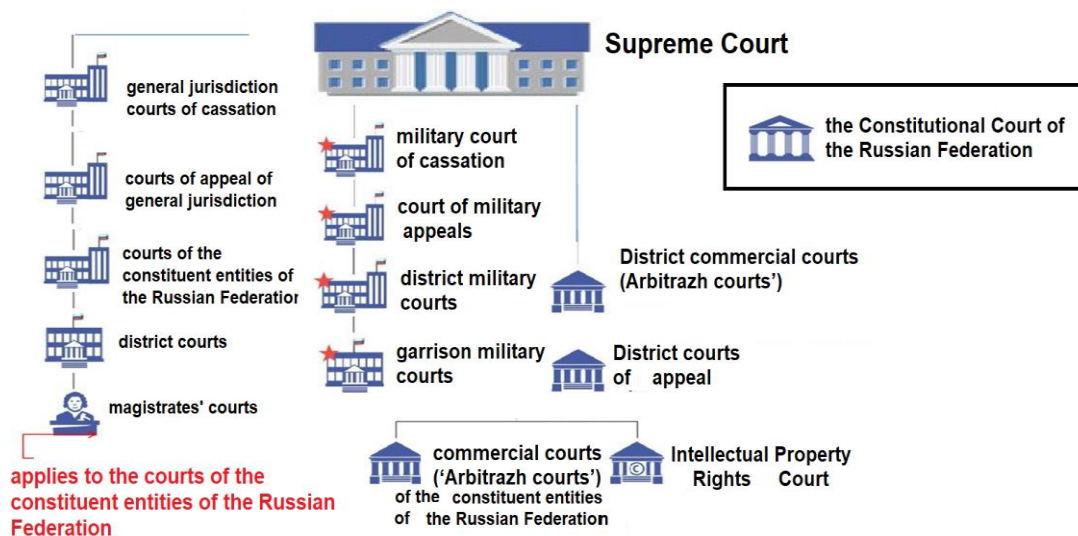 Supreme Court
general jurisdiction
courts of cassation
courts of appeal of
general jurisdiction
courts of the
constituent entities of
the Russian Federation
district courts
magistrates' courts
applies to the courts of the
constituent entities of the Russian
Federation
military court
of cassation
court of military
appeals
district military
courts
garrison military
courts
District commercial courts
(Arbitrazh courts’)
District courts
of appeal
commercial courts
(‘Arbitrazh courts’)
of the constituent entities
of the Russian Federation
Intellectual Property
Rights Court
©
the Constitutional Court of
the Russian Federation